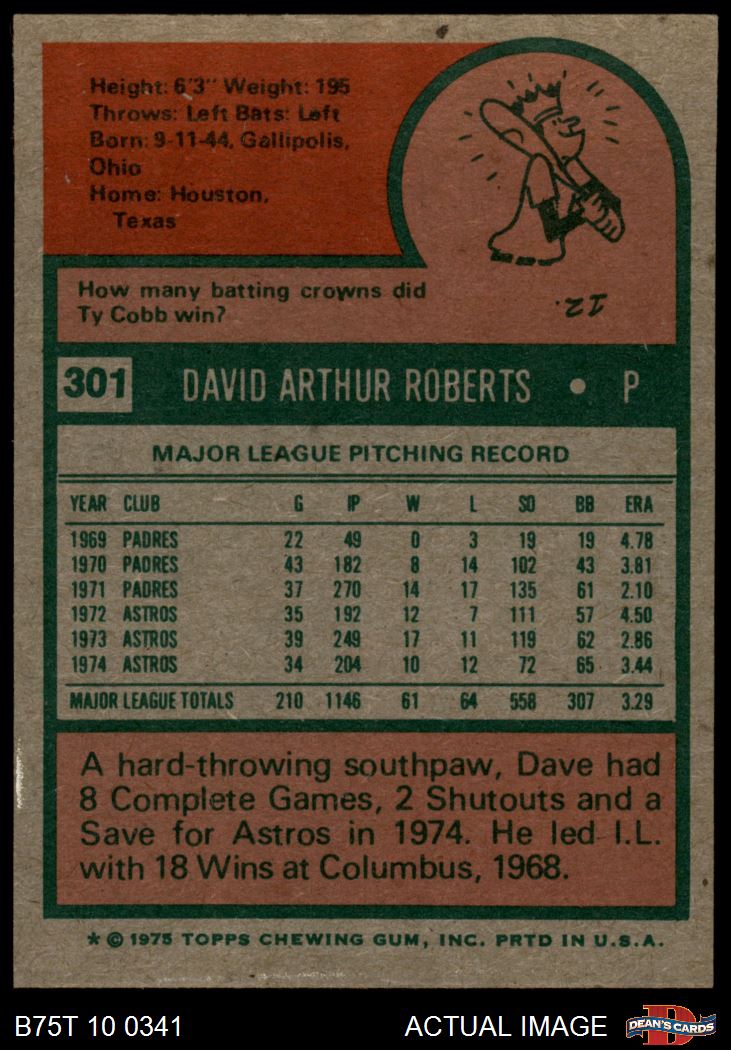 Height: 6'3" Weight: 195
Throws: Left Bats: Left
Born: 9-11-44, Gallipolis,
Ohio
Home: Houston,
Texas
How many batting crowns did
Ty Cobb win?
12.
301 DAVID ARTHUR ROBERTS • P
MAJOR LEAGUE PITCHING RECORD
YEAR CLUB G IP W L SO BB ERA
1969 PADRES 22 49 0 3 19 19 4.78
1970 PADRES 43 182 8 14 102 43 3.81
1971 PADRES 37 270 14 17 135 61 2.10
1972 ASTROS 35 192 12 7 111 57 4.50
1973 ASTROS 39 249 17 11 119 62 2.86
1974 ASTROS 34 204 10 12 72 65 3.44
MAJOR LEAGUE TOTALS 210 1146 61 64 558 307 3.29
A hard-throwing southpaw, Dave had
8 Complete Games, 2 Shutouts and a
Save for Astros in 1974. He led I.L.
with 18 Wins at Columbus, 1968.
* © 1975 TOPPS CHEWING GUM, INC. PRTD IN U.S.A.
B75T 10 0341 ACTUAL IMAGE DEAN'S CARDS